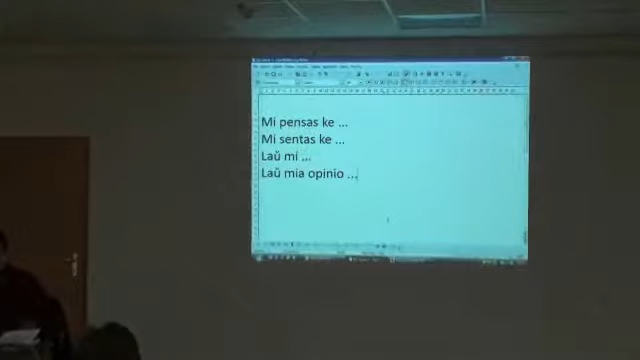 Mi pensas ke ...
Mi sentas ke ...
Laŭ mi ...
Laŭ mia opinio ...